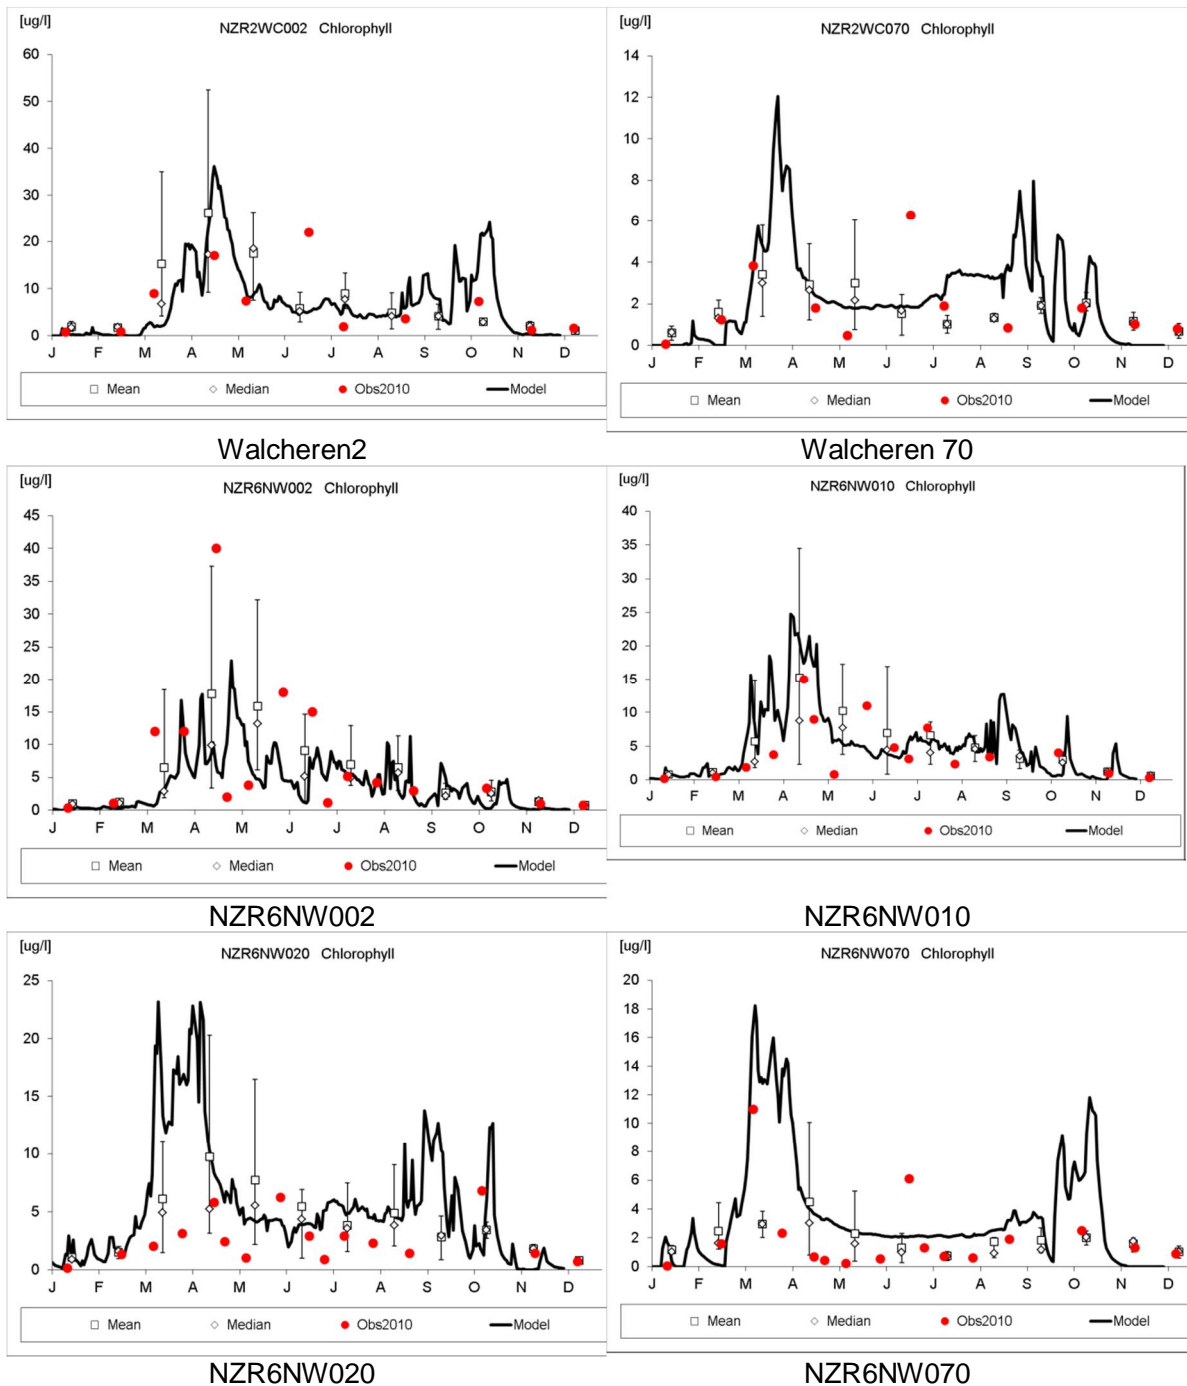 [ug/l]
NZR2WC002 Chlorophyll
60
50
40
30
20
10
0
J F M A M J J A S O N D
Mean Median Obs2010 Model
Walcheren2
[ug/l]
NZR2WC070 Chlorophyll
14
12
10
8
6
4
2
0
J F M A M J J A S O N D
Mean Median Obs2010 Model
Walcheren 70
[ug/l]
NZR6NW002 Chlorophyll
45
40
35
30
25
20
15
10
5
0
J F M A M J J A S O N D
Mean Median Obs2010 Model
NZR6NW002
[ug/l]
NZR6NW010 Chlorophyll
40
35
30
25
20
15
10
5
0
J F M A M J J A S O N D
Mean Median Obs2010 Model
NZR6NW010
[ug/l]
NZR6NW020 Chlorophyll
25
20
15
10
5
0
J F M A M J J A S O N D
Mean Median Obs2010 Model
NZR6NW020
[ug/l]
NZR6NW070 Chlorophyll
20
18
16
14
12
10
8
6
4
2
0
J F M A M J J A S O N D
Mean Median Obs2010 Model
NZR6NW070